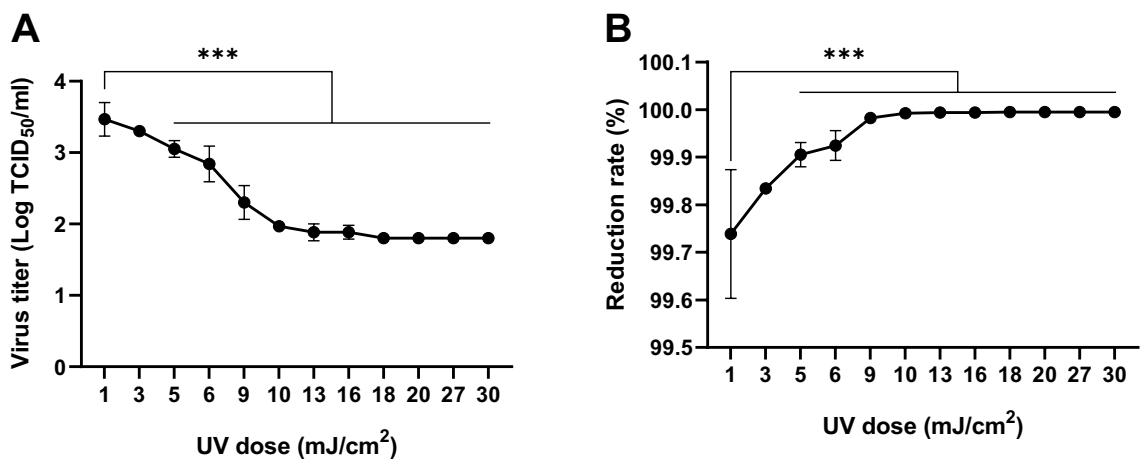 A
***
Virus titer (Log TCID50/ml)
4
3
2
1
0
1 3 5 6 9 10 13 16 18 20 27 30
UV dose (mJ/cm2)
B
***
Reduction rate (%)
100.1
100.0
99.9
99.8
99.7
99.6
99.5
1 3 5 6 9 10 13 16 18 20 27 30
UV dose (mJ/cm2)